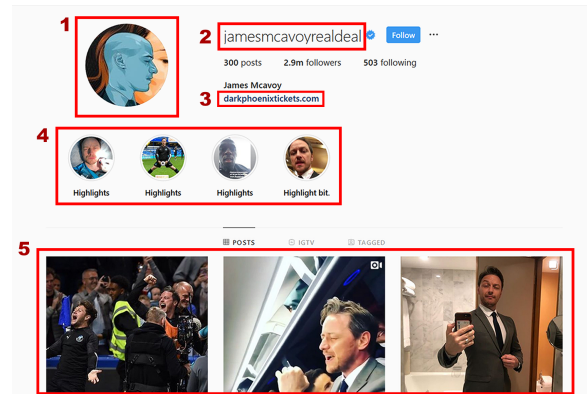 1
2 jamesmcavoyrealdeal Follow ...
300 posts 2.9m followers 503 following
James Mcavoy
3 darkphoenixtickets.com
4
Highlights Highlights Highlights Highlight bit.
POSTS IGTV TAGGED
5